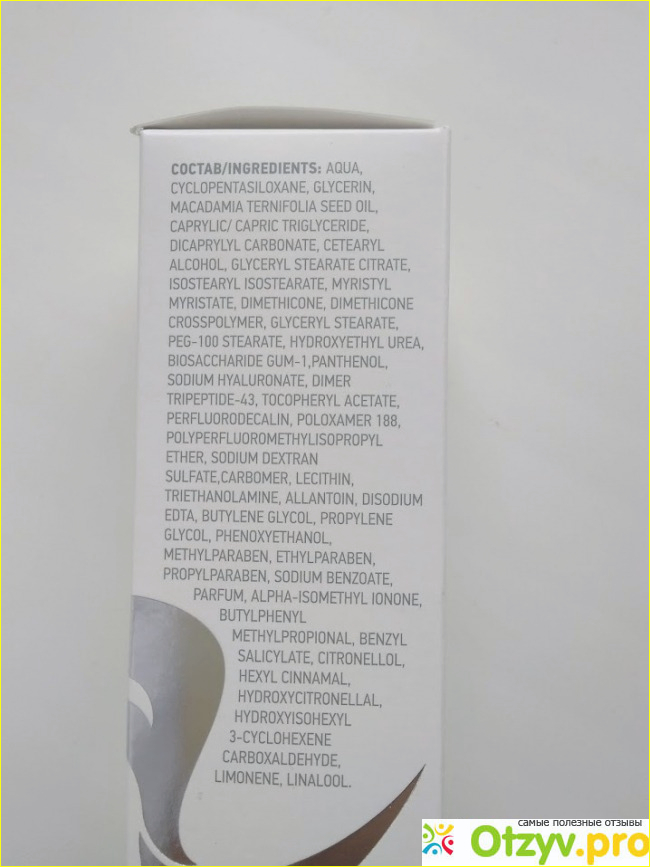 СОСТАВ/INGREDIENTS: AQUA,
CYCLOPENTASILOXANE, GLYCERIN,
MACADAMIA TERNIFOLIA SEED OIL,
CAPRYLIC/ CAPRIC TRIGLYCERIDE,
DICAPRYLYL CARBONATE, CETEARYL
ALCOHOL, GLYCERYL STEARATE CITRATE,
ISOSTEARYL ISOSTEARATE, MYRISTYL
MYRISTATE, DIMETHICONE, DIMETHICONE
CROSSPOLYMER, GLYCERYL STEARATE,
PEG-100 STEARATE, HYDROXYETHYL UREA,
BIOSACCHARIDE GUM-1,PANTHENOL,
SODIUM HYALURONATE, DIMER
TRIPEPTIDE-43, TOCOPHERYL ACETATE,
PERFLUORODECALIN, POLOXAMER 188,
POLYPERFLUOROMETHYLISOPROPYL
ETHER, SODIUM DEXTRAN
SULFATE,CARBOMER, LECITHIN,
TRIETHANOLAMINE, ALLANTOIN, DISODIUM
EDTA, BUTYLENE GLYCOL, PROPYLENE
GLYCOL, PHENOXYETHANOL,
METHYLPARABEN, ETHYLPARABEN,
PROPYLPARABEN, SODIUM BENZOATE,
PARFUM, ALPHA-ISOMETHYL IONONE,
BUTYLPHENYL
METHYLPROPIONAL, BENZYL
SALICYLATE, CITRONELLOL,
HEXYL CINNAMAL,
HYDROXYCITRONELLAL,
HYDROXYISOHEXYL
3-CYCLOHEXENE
CARBOXALDEHYDE,
LIMONENE, LINALOOL.
самые полезные отзывы
Otzyv.pro